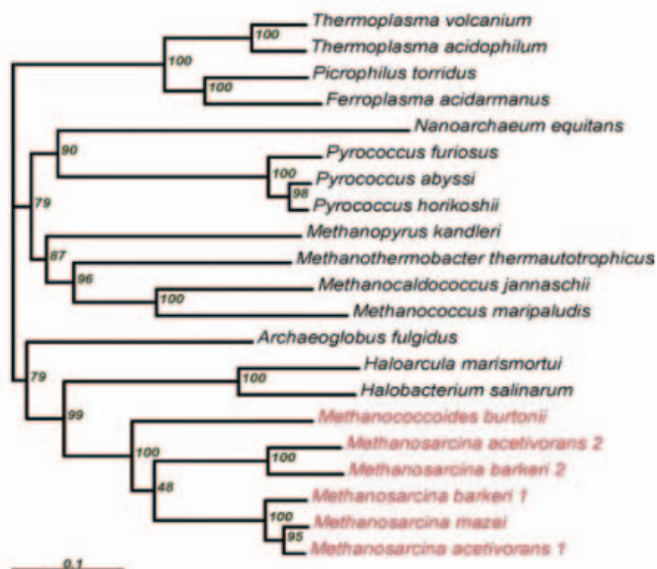 Thermoplasma volcanium
100
Thermoplasma acidophilum
100
Picrophilus torridus
100
Ferroplasma acidarmanus
Nanoarchaeum equitans
90
Pyrococcus furiosus
100
Pyrococcus abyssi
98
Pyrococcus horikoshii
79
Methanopyrus kandleri
87
Methanothermobacter thermautotrophicus
96
Methanocaldococcus jannaschii
100
Methanococcus maripaludis
Archaeoglobus fulgidus
79
Haloarcula marismortui
100
Halobacterium salinarum
99
Methanococcoides burtonii
100
Methanosarcina acetivorans 2
100
Methanosarcina barkeri 2
48
Methanosarcina barkeri 1
100
Methanosarcina mazei
95
Methanosarcina acetivorans 1
0.1